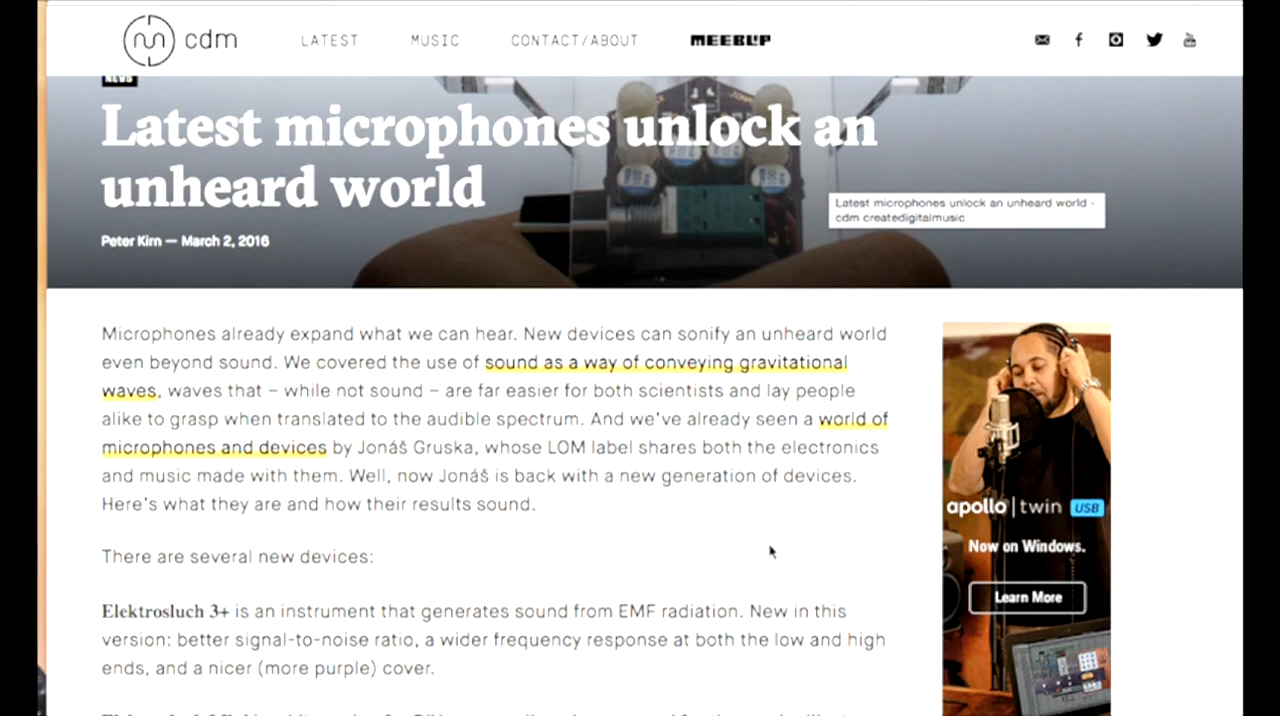 cdm LATEST MUSIC CONTACT/ABOUT MEEBLIP
NEWS
Latest microphones unlock an
unheard world
Latest microphones unlock an unheard world -
cdm createdigitalmusic
Peter Kirn — March 2, 2016
Microphones already expand what we can hear. New devices can sonify an unheard world
even beyond sound. We covered the use of sound as a way of conveying gravitational
waves, waves that – while not sound – are far easier for both scientists and lay people
alike to grasp when translated to the audible spectrum. And we've already seen a world of
microphones and devices by Jonáš Gruska, whose LOM label shares both the electronics
and music made with them. Well, now Jonáš is back with a new generation of devices.
Here's what they are and how their results sound.
There are several new devices:
Elektrosluch 3+ is an instrument that generates sound from EMF radiation. New in this
version: better signal-to-noise ratio, a wider frequency response at both the low and high
ends, and a nicer (more purple) cover.
apollo | twin USB
Now on Windows.
Learn More